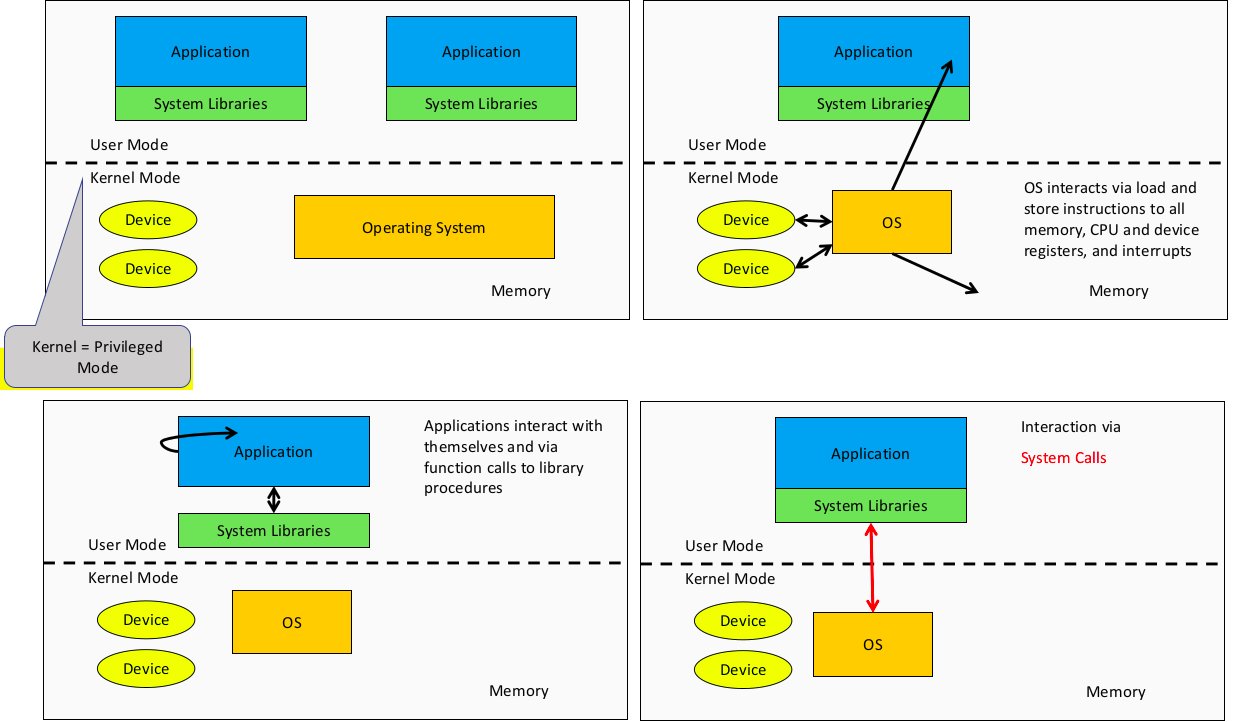 Application
System Libraries
Application
System Libraries
User Mode
Kernel Mode
Device
Device
Operating System
Memory
Kernel = Privileged
Mode
Application
System Libraries
User Mode
Kernel Mode
Device
Device
OS
OS interacts via load and
store instructions to all
memory, CPU and device
registers, and interrupts
Memory
Application
System Libraries
Applications interact with
themselves and via
function calls to library
procedures
User Mode
Kernel Mode
Device
Device
OS
Memory
Application
System Libraries
Interaction via
System Calls
User Mode
Kernel Mode
Device
Device
OS
Memory